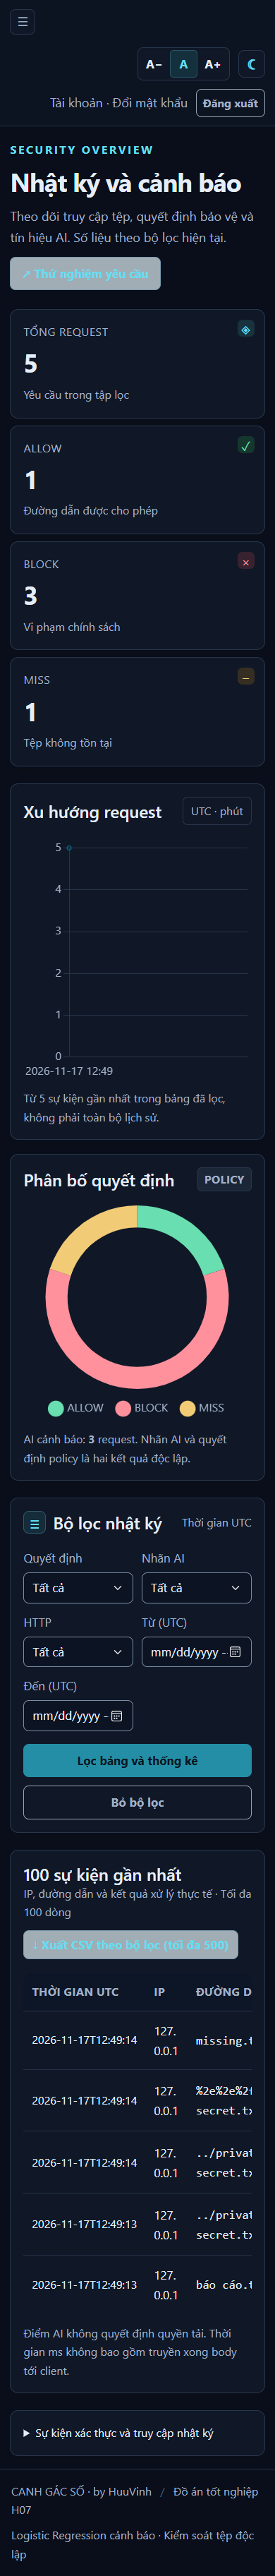 ☰
A− A A+ ☾
Tài khoản · Đổi mật khẩu Đăng xuất
SECURITY OVERVIEW
Nhật ký và cảnh báo
Theo dõi truy cập tệp, quyết định bảo vệ và
tín hiệu AI. Số liệu theo bộ lọc hiện tại.
↗ Thử nghiệm yêu cầu
TỔNG REQUEST
5
Yêu cầu trong tập lọc
ALLOW
1
Đường dẫn được cho phép
BLOCK
3
Vi phạm chính sách
MISS
1
Tệp không tồn tại
Xu hướng request UTC · phút
5
4
3
2
1
0
2026-11-17 12:49
Từ 5 sự kiện gần nhất trong bảng đã lọc,
không phải toàn bộ lịch sử.
Phân bố quyết định POLICY
ALLOW BLOCK MISS
AI cảnh báo: 3 request. Nhãn AI và quyết
định policy là hai kết quả độc lập.
Bộ lọc nhật ký Thời gian UTC
Quyết định Nhãn AI
Tất cả Tất cả
HTTP Từ (UTC)
Tất cả mm/dd/yyyy -
Đến (UTC)
mm/dd/yyyy -
Lọc bảng và thống kê
Bỏ bộ lọc
100 sự kiện gần nhất
IP, đường dẫn và kết quả xử lý thực tế · Tối đa
100 dòng
↓ Xuất CSV theo bộ lọc (tối đa 500)
THỜI GIAN UTC IP ĐƯỜNG D
2026-11-17T12:49:14 127.
0.0.1 missing.t
2026-11-17T12:49:14 127.
0.0.1 %2e%2e%2f
secret.tx
2026-11-17T12:49:14 127.
0.0.1 ../privat
secret.tx
2026-11-17T12:49:13 127.
0.0.1 ../privat
secret.tx
2026-11-17T12:49:13 127.
0.0.1 báo cáo.t
Điểm AI không quyết định quyền tải. Thời
gian ms không bao gồm truyền xong body
tới client.
▶ Sự kiện xác thực và truy cập nhật ký
CANH GÁC SỐ · by HuuVinh / Đồ án tốt nghiệp
H07
Logistic Regression cảnh báo · Kiểm soát tệp độc
lập